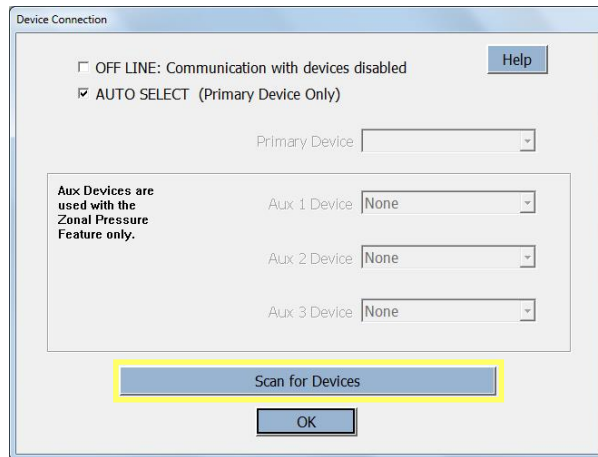 Device Connection
OFF LINE: Communication with devices disabled
Help
AUTO SELECT (Primary Device Only)
Primary Device
Aux Devices are
used with the
Zonal Pressure
Feature only.
Aux 1 Device None
Aux 2 Device None
Aux 3 Device None
Scan for Devices
OK